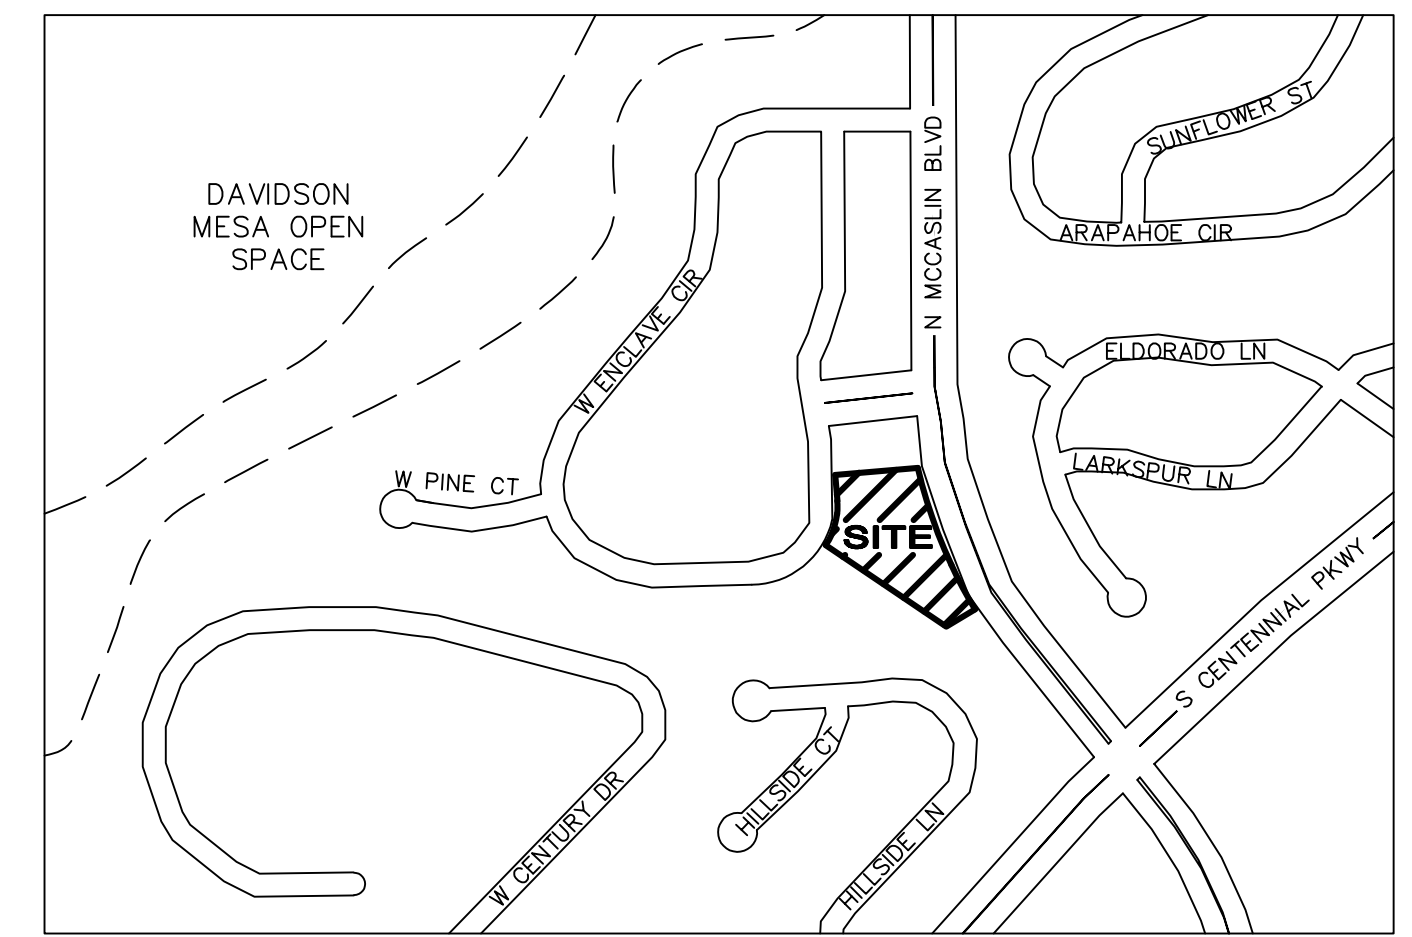 SUNFLOWER ST
N MCCASLIN BLVD
DAVIDSON
MESA OPEN
SPACE
ARAPAHOE CIR
W ENCLAVE CIR
ELDORADO LN
LARKSPUR LN
W PINE CT
SITE
S CENTENNIAL PKWY
HILLSIDE CT
W CENTURY DR
HILLSIDE LN